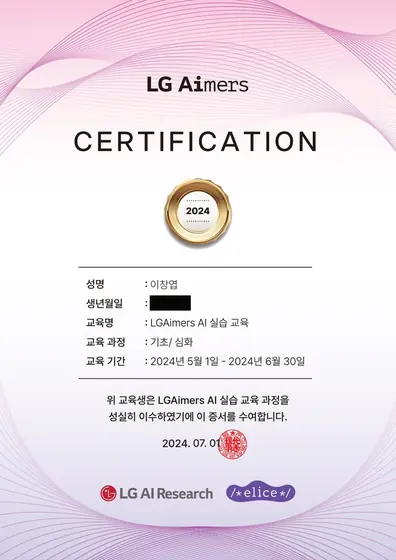 LG Aimers
CERTIFICATION
2024
성명 : 이창엽
생년월일 :
교육명 : LGAimers AI 실습 교육
교육 과정 : 기초/ 심화
교육 기간 : 2024년 5월 1일 - 2024년 6월 30일
위 교육생은 LGAimers AI 실습 교육 과정을
성실히 이수하였기에 이 증서를 수여합니다.
2024. 07. 01
LG AI Research
/* elice */